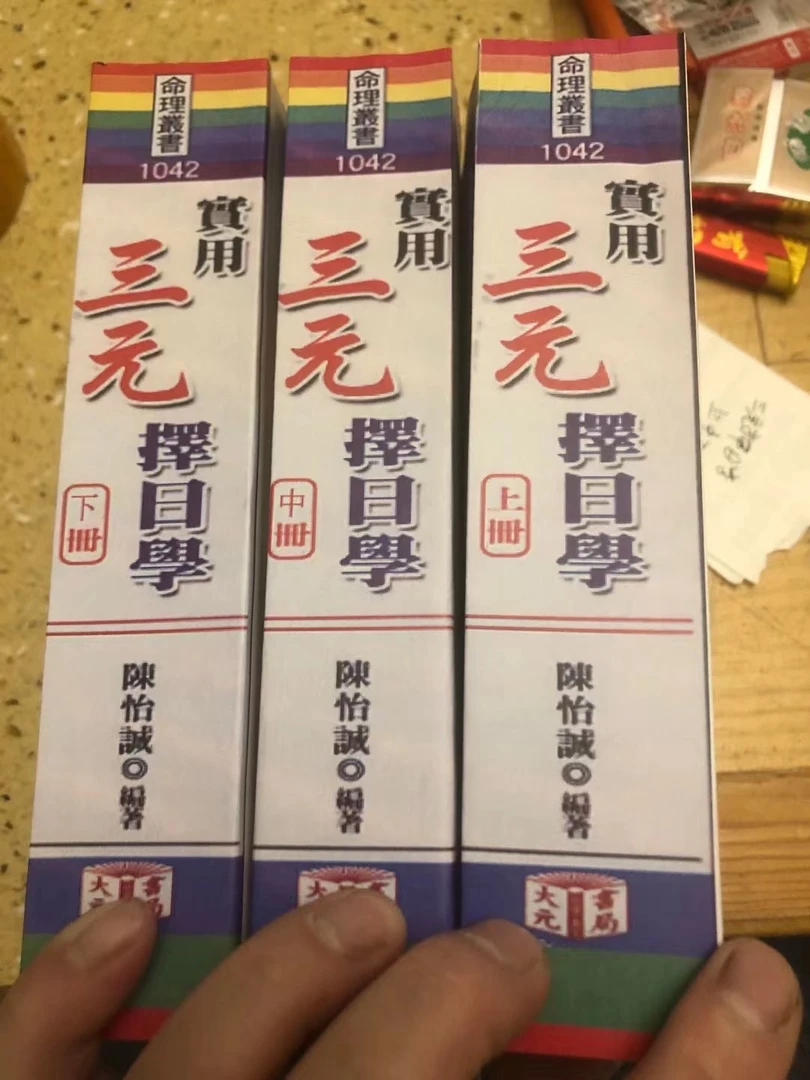 命理叢書
1042
實用
三元
擇日學
下冊
陳怡誠◎編著
大元書局
命理叢書
1042
實用
三元
擇日學
中冊
陳怡誠◎編著
命理叢書
1042
實用
三元
擇日學
上冊
陳怡誠◎編著
大元書局